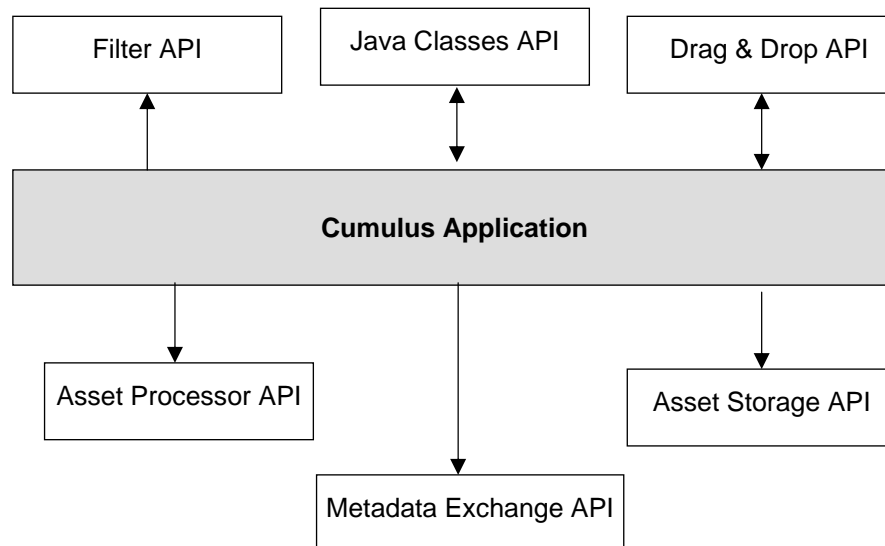 Filter API
Java Classes API
Drag & Drop API
Cumulus Application
Asset Processor API
Asset Storage API
Metadata Exchange API